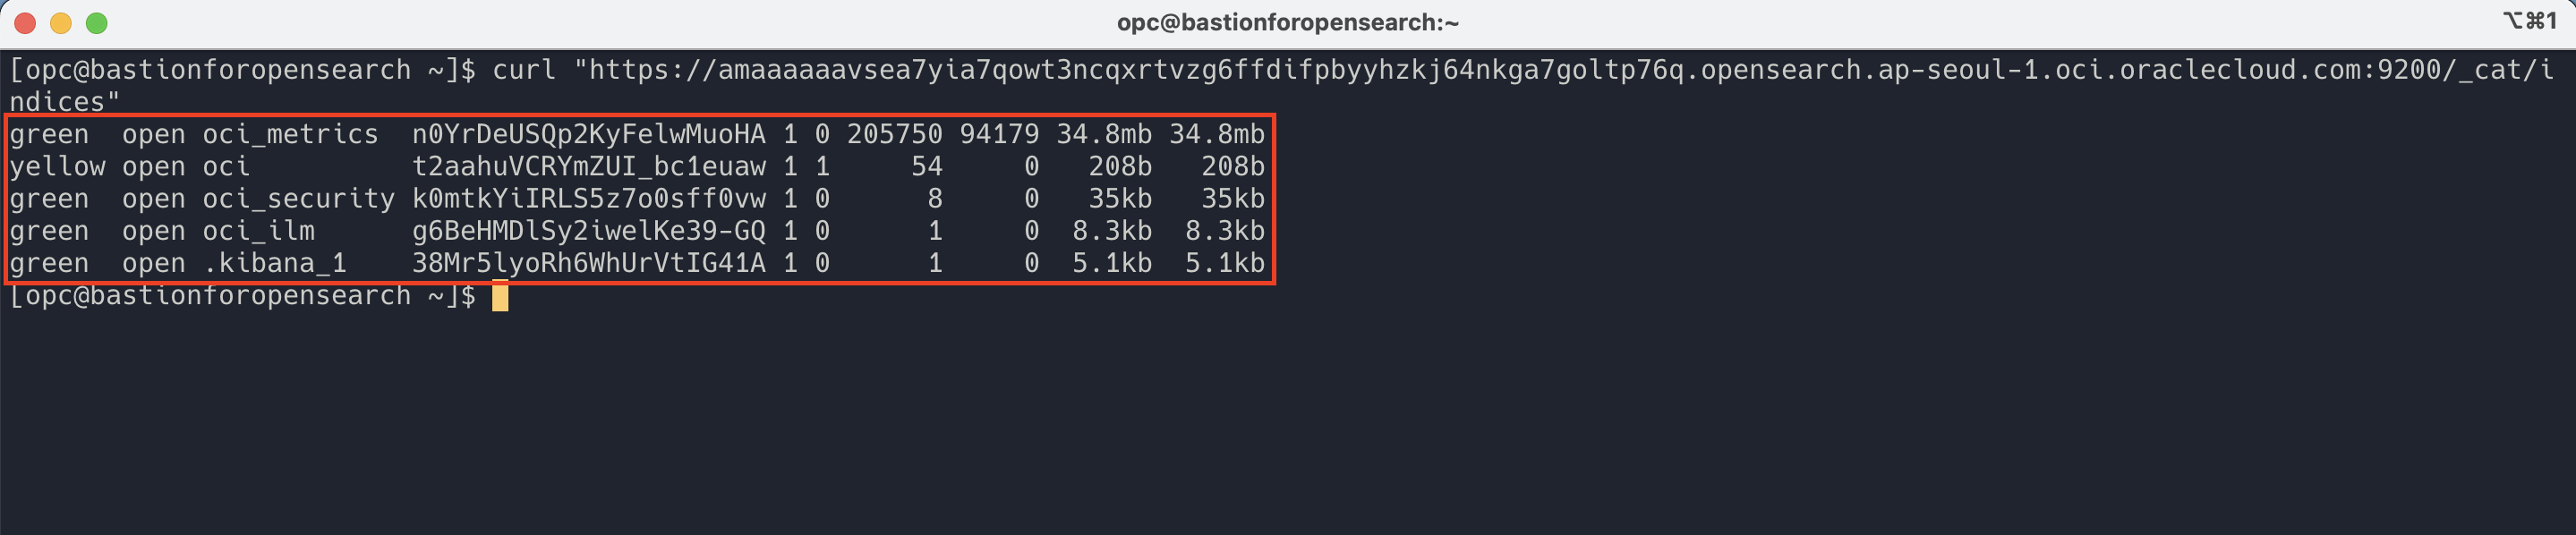 opc@bastionforopensearch:~
⌥⌘1
[opc@bastionforopensearch ~]$ curl "https://amaaaaaavsea7yia7qowt3ncqxrtvzg6ffdifpbyyhzkj64nkga7goltp76q.opensearch.ap-seoul-1.oci.oraclecloud.com:9200/_cat/i
ndices"
green  open oci_metrics  n0YrDeUSQp2KyFelwMuoHA 1 0 205750 94179 34.8mb 34.8mb
yellow open oci          t2aahuVCRYmZUI_bc1euaw 1 1     54     0   208b   208b
green  open oci_security k0mtkYiIRLS5z7o0sff0vw 1 0      8     0   35kb   35kb
green  open oci_ilm      g6BeHMDlSy2iwelKe39-GQ 1 0      1     0  8.3kb  8.3kb
green  open .kibana_1    38Mr5lyoRh6WhUrVtIG41A 1 0      1     0  5.1kb  5.1kb
[opc@bastionforopensearch ~]$